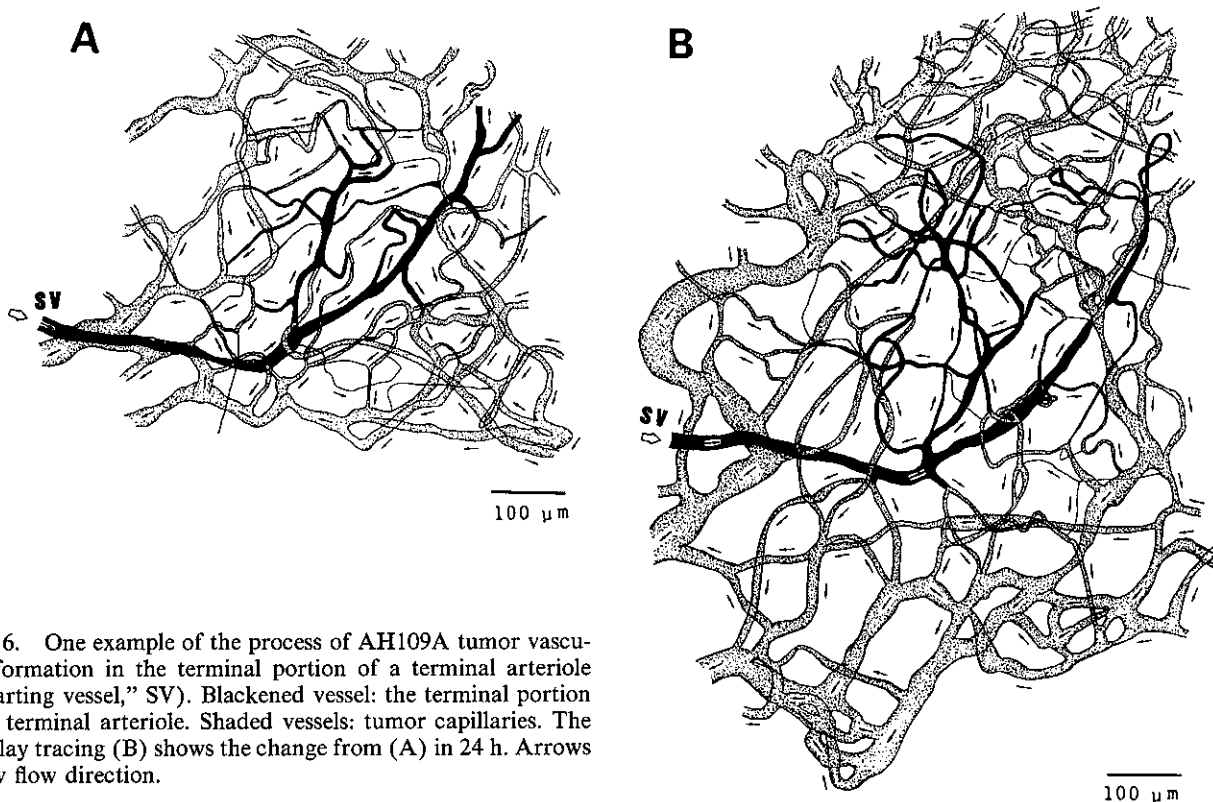 A
B
SV
SV
100 µm
100 µm
6. One example of the process of AH109A tumor vascu-
formation in the terminal portion of a terminal arteriole
arting vessel,” SV). Blackened vessel: the terminal portion
terminal arteriole. Shaded vessels: tumor capillaries. The
lay tracing (B) shows the change from (A) in 24 h. Arrows
flow direction.